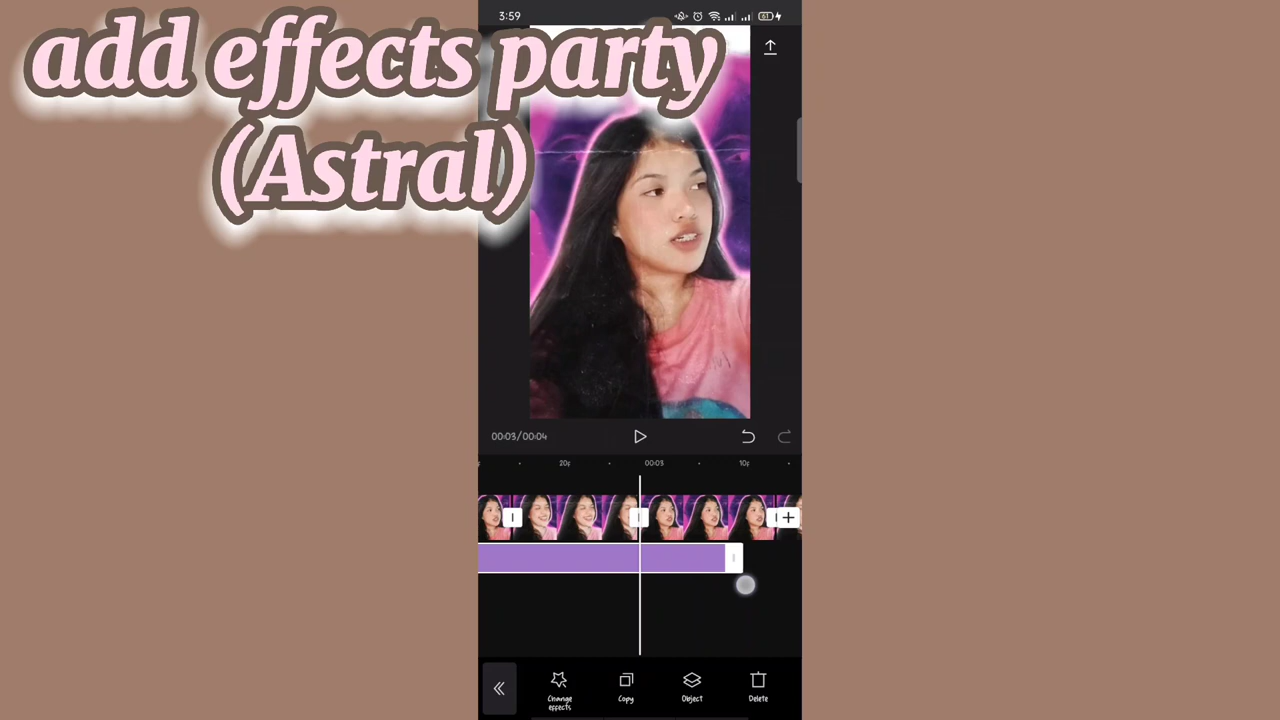 add effects party
(Astral)
3:59
61
00:03/00:04
20f
00:03
10f
Change
effects
Copy
Object
Delete